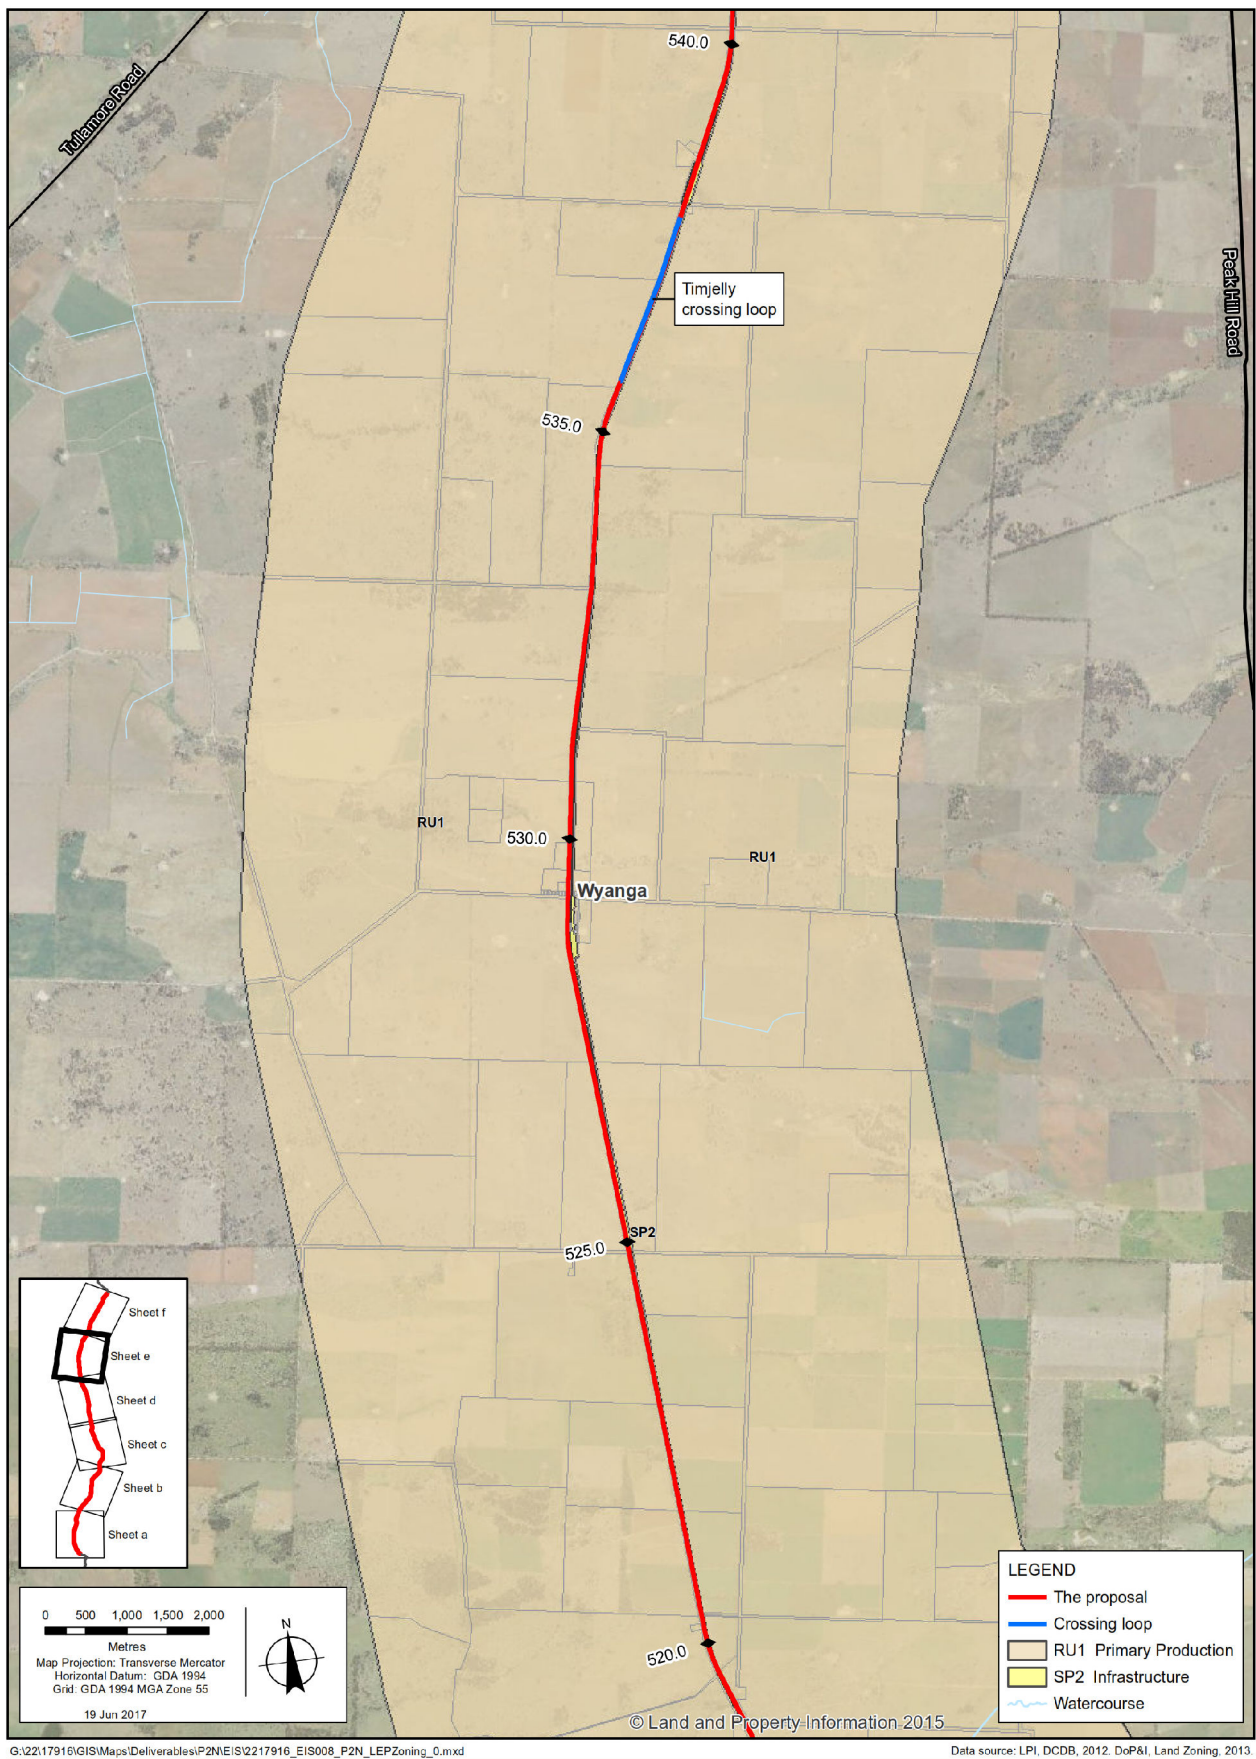 540.0
Tullamore Road
Timjelly
crossing loop
Peak Hill Road
535.0
RU1
530.0
RU1
Wyanga
SP2
525.0
Sheet f
Sheet e
Sheet d
Sheet c
Sheet b
Sheet a
520.0
LEGEND
The proposal
Crossing loop
RU1 Primary Production
SP2 Infrastructure
Watercourse
0 500 1,000 1,500 2,000
Metres
Map Projection: Transverse Mercator
Horizontal Datum: GDA 1994
Grid: GDA 1994 MGA Zone 55
19 Jun 2017
N
© Land and Property Information 2015
G:\22\17916\GIS\Maps\Deliverables\P2N\EIS\2217916_EIS008_P2N_LEPZoning_0.mxd
Data source: LPI, DCDB, 2012. DoP&I, Land Zoning, 2013.